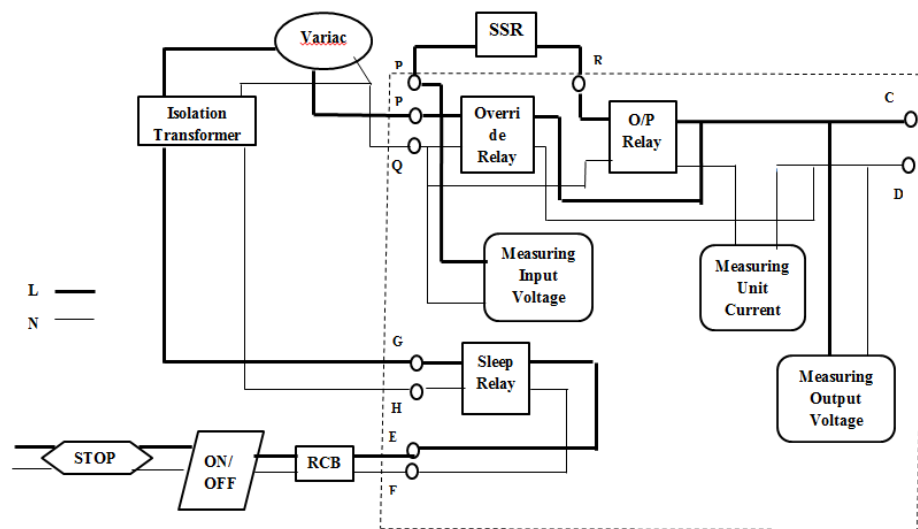 SSR
Variac
P
R
C
Isolation
Transformer
P
Overri
de
Relay
O/P
Relay
Q
D
Measuring
Input
Voltage
Measuring
Unit
Current
L
N
G
Sleep
Relay
H
Measuring
Output
Voltage
E
STOP
ON/
OFF
RCB
F